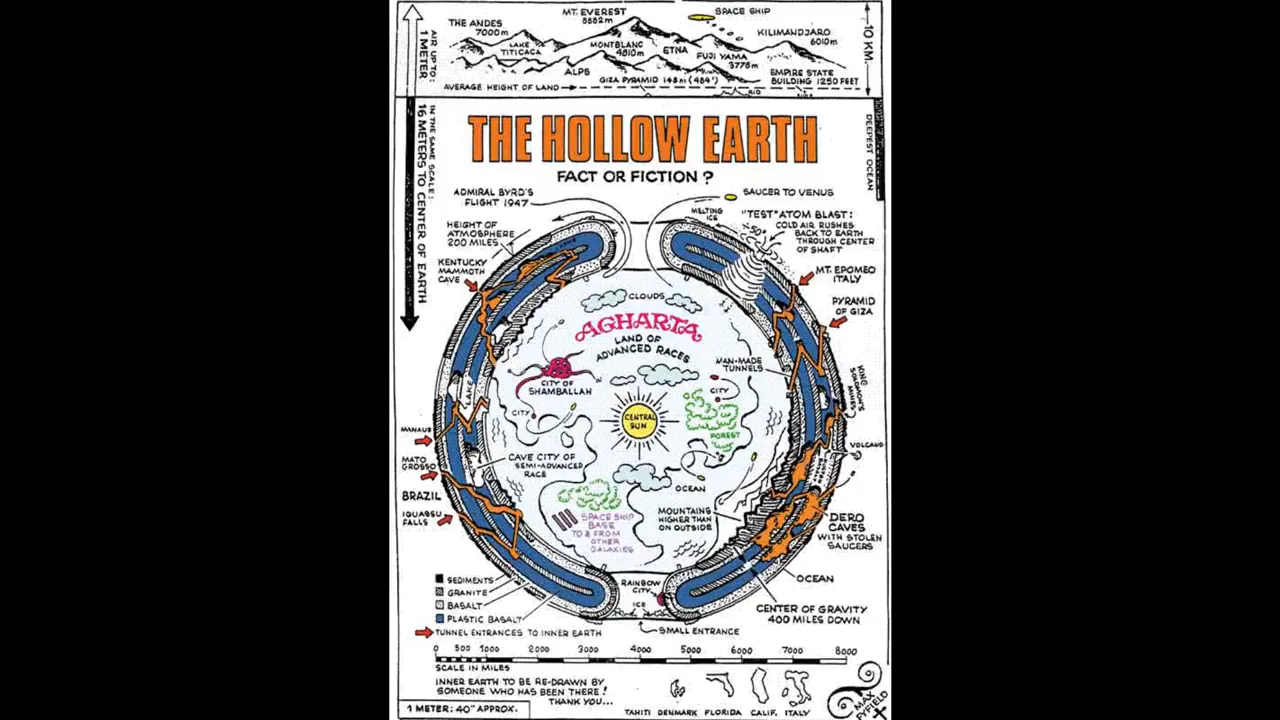 AIR UP TO:
1 METER
THE ANDES
7000m
MT. EVEREST
8882m
SPACE SHIP
LAKE
TITICACA
MONTBLANC
4810m
ETNA
FUJI YAMA
3776m
KILIMANDJARO
6010m
10 KM.
ALPS
GIZA PYRAMID
EMPIRE STATE
BUILDING 1250 FEET
AVERAGE HEIGHT OF LAND
IN THE SAME SCALE:
16 METERS TO CENTER OF EARTH
DEEPEST OCEAN
THE HOLLOW EARTH
FACT OR FICTION?
ADMIRAL BYRD'S
FLIGHT 1947
SAUCER TO VENUS
MELTING
ICE
"TEST" ATOM BLAST:
COLD AIR RUSHES
BACK TO EARTH
THROUGH CENTER
OF SHAFT
HEIGHT OF
ATMOSPHERE
200 MILES
KENTUCKY
MAMMOTH
CAVE
MT. EPOMEO
ITALY
PYRAMID
OF GIZA
CLOUDS
AGHARTA
LAND OF
ADVANCED RACES
MAN-MADE
TUNNELS
CITY OF
SHAMBALLAH
CITY
KING
SOLOMON'S
MINES
LAKE
CITY
CENTRAL
SUN
FOREST
MANAUS
VOLCANO
MATO
GROSSO
CAVE CITY OF
SEMI-ADVANCED
RACE
OCEAN
BRAZIL
IGUASSU
FALLS
SPACE SHIP
BASE
TO & FROM
OTHER
GALAXIES
MOUNTAINS
HIGHER THAN
ON OUTSIDE
DERO
CAVES
WITH STOLEN
SAUCERS
SEDIMENTS
GRANITE
BASALT
PLASTIC BASALT
TUNNEL ENTRANCES TO INNER EARTH
RAINBOW
CITY
ICE
SMALL ENTRANCE
OCEAN
CENTER OF GRAVITY
400 MILES DOWN
0 500 1000 2000 3000 4000 5000 6000 7000 8000
SCALE IN MILES
INNER EARTH TO BE RE-DRAWN BY
SOMEONE WHO HAS BEEN THERE!
THANK YOU...
1 METER: 40" APPROX.
TAHITI DENMARK FLORIDA CALIF. ITALY
MAX
FYFIELD